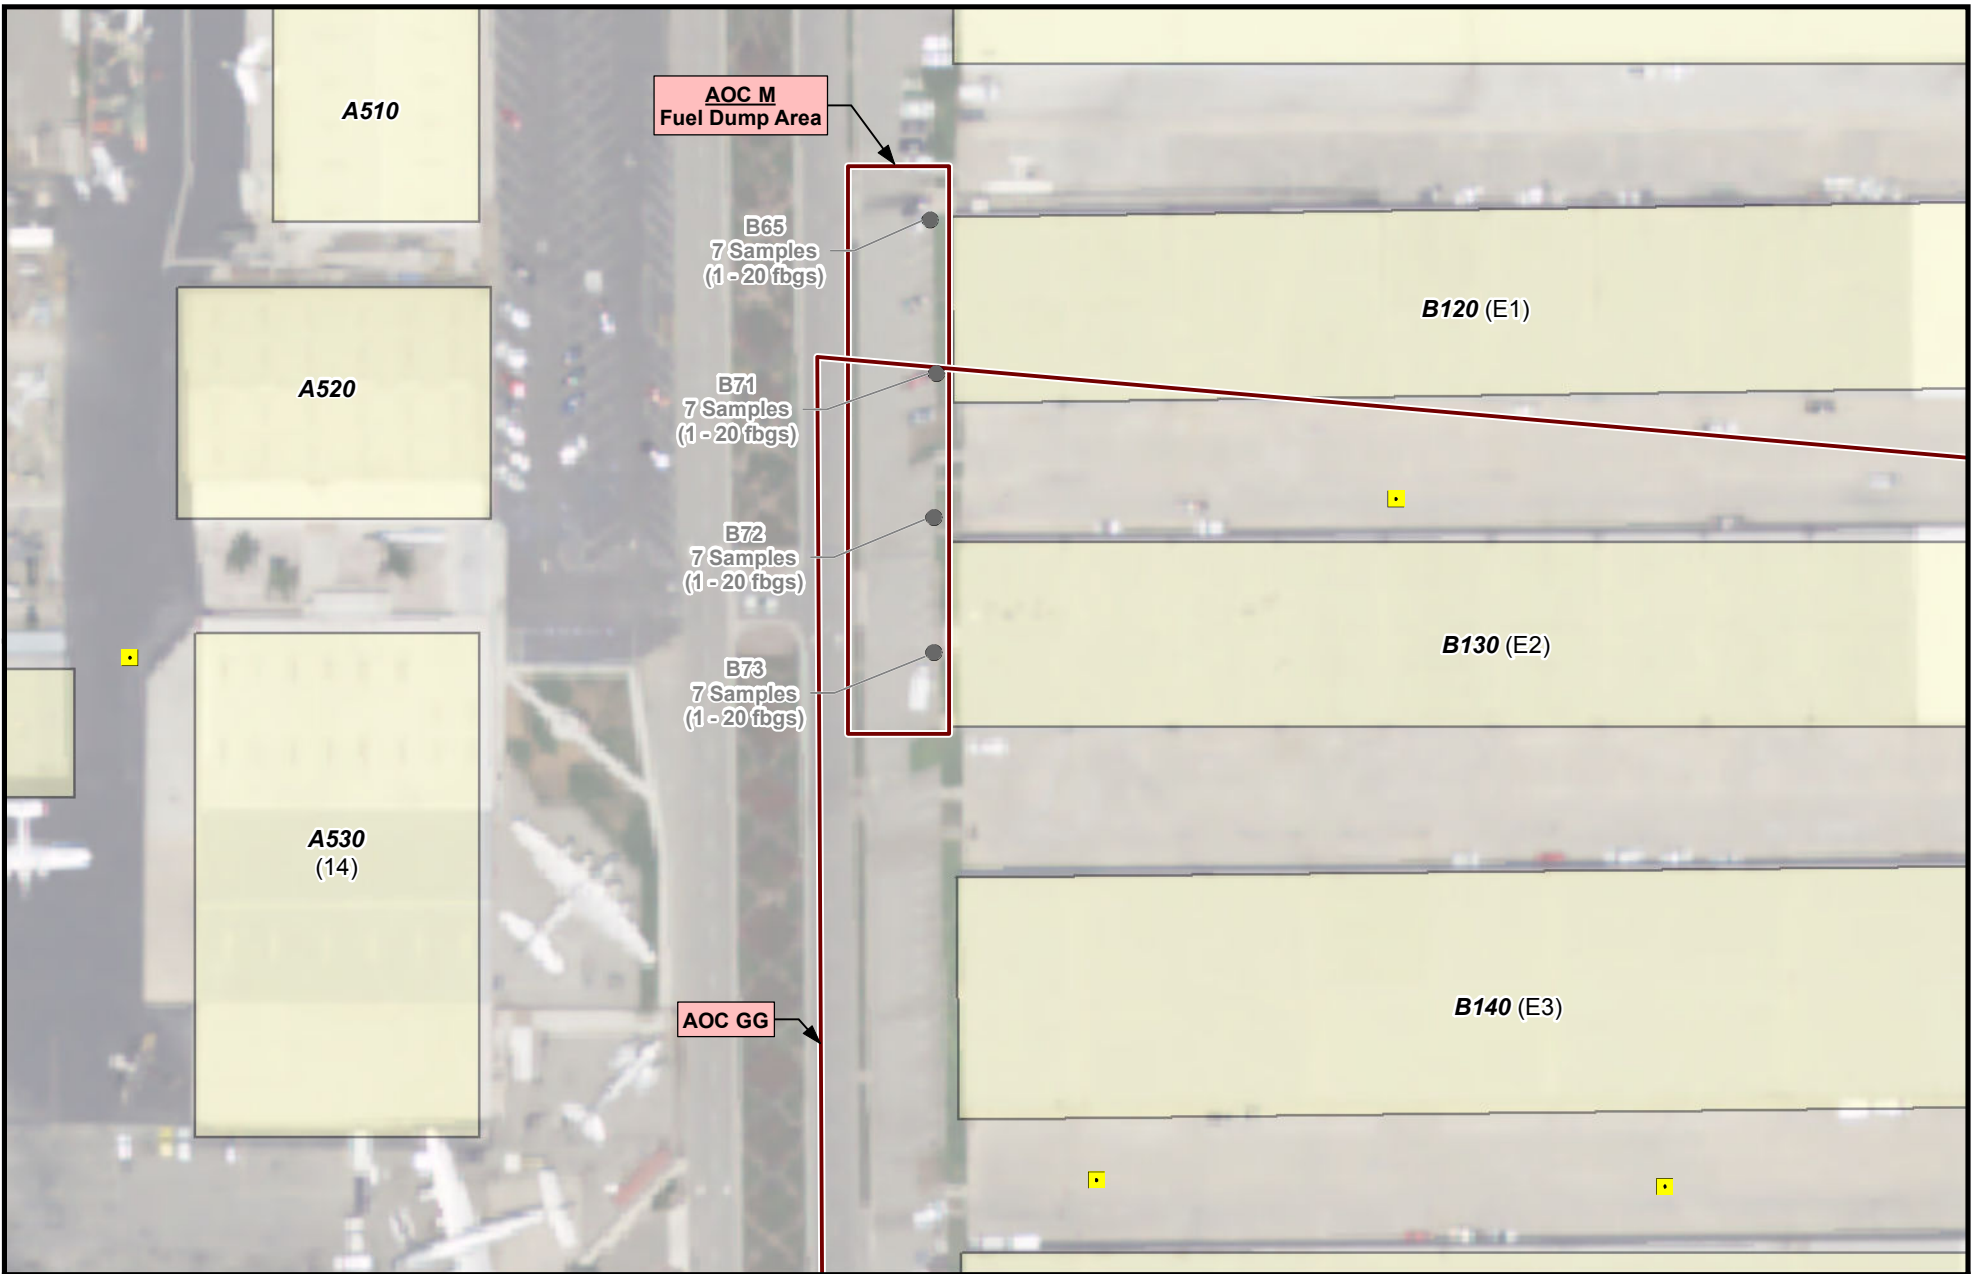 A510
AOC M
Fuel Dump Area
B65
7 Samples
(1 - 20 fbgs)
B120 (E1)
A520
B71
7 Samples
(1 - 20 fbgs)
B72
7 Samples
(1 - 20 fbgs)
B130 (E2)
B73
7 Samples
(1 - 20 fbgs)
A530
(14)
AOC GG
B140 (E3)